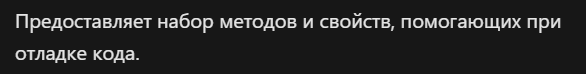 Предоставляет набор методов и свойств, помогающих при
отладке кода.